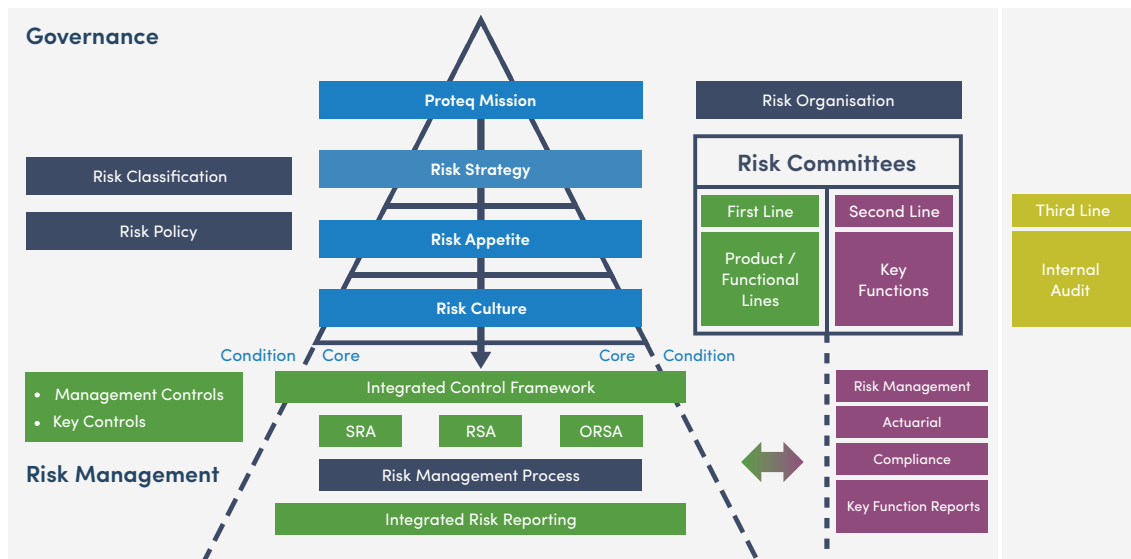 Governance
Proteq Mission
Risk Organisation
Risk Classification
Risk Strategy
Risk Committees
Risk Policy
Risk Appetite
First Line
Second Line
Third Line
Product /
Functional
Lines
Key
Functions
Internal
Audit
Risk Culture
Condition
Core
Core
Condition
• Management Controls
• Key Controls
Integrated Control Framework
Risk Management
SRA
RSA
ORSA
Actuarial
Compliance
Risk Management
Risk Management Process
Key Function Reports
Integrated Risk Reporting